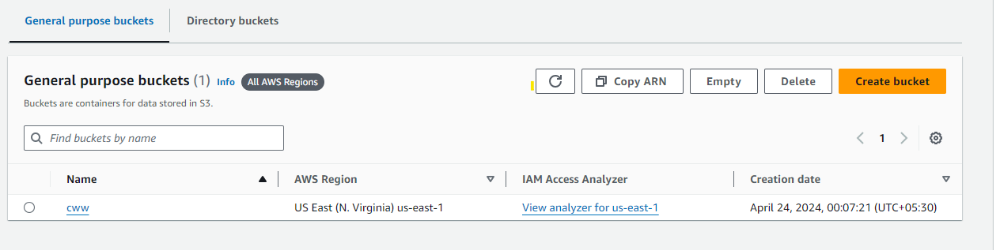 General purpose buckets Directory buckets
General purpose buckets (1) Info All AWS Regions
Copy ARN Empty Delete Create bucket
Buckets are containers for data stored in S3.
Find buckets by name
1
Name AWS Region IAM Access Analyzer Creation date
cww US East (N. Virginia) us-east-1 View analyzer for us-east-1 April 24, 2024, 00:07:21 (UTC+05:30)